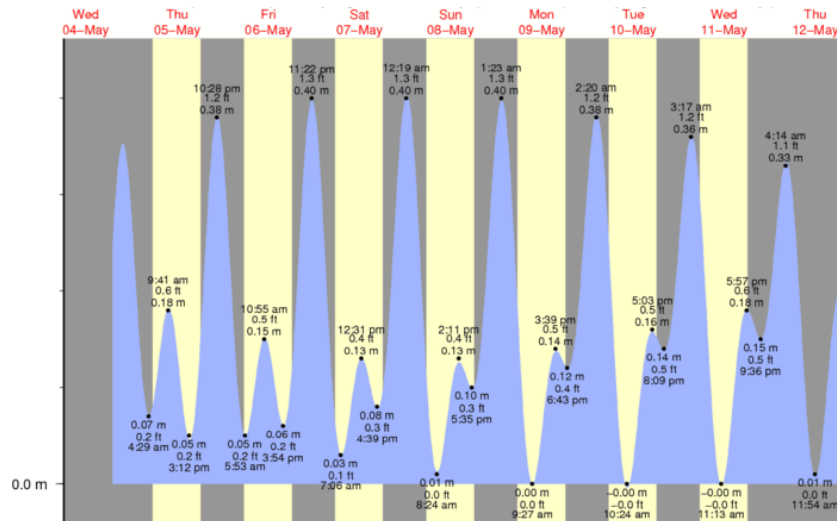 Wed
04–May
Thu
05–May
Fri
06–May
Sat
07–May
Sun
08–May
Mon
09–May
Tue
10–May
Wed
11–May
Thu
12–May
0.0 m
0.07 m
0.2 ft
4:29 am
9:41 am
0.6 ft
0.18 m
0.05 m
0.2 ft
3:12 pm
10:28 pm
1.2 ft
0.38 m
0.05 m
0.2 ft
5:53 am
10:55 am
0.5 ft
0.15 m
0.06 m
0.2 ft
3:54 pm
11:22 pm
1.3 ft
0.40 m
0.03 m
0.1 ft
7:06 am
12:31 pm
0.4 ft
0.13 m
0.08 m
0.3 ft
4:39 pm
12:19 am
1.3 ft
0.40 m
0.01 m
0.0 ft
8:24 am
2:11 pm
0.4 ft
0.13 m
0.10 m
0.3 ft
5:35 pm
1:23 am
1.3 ft
0.40 m
0.00 m
0.0 ft
9:27 am
3:39 pm
0.5 ft
0.14 m
0.12 m
0.4 ft
6:43 pm
2:20 am
1.2 ft
0.38 m
–0.00 m
–0.0 ft
10:24 am
5:03 pm
0.5 ft
0.16 m
0.14 m
0.5 ft
8:09 pm
3:17 am
1.2 ft
0.36 m
–0.00 m
–0.0 ft
11:13 am
5:57 pm
0.6 ft
0.18 m
0.15 m
0.5 ft
9:36 pm
4:14 am
1.1 ft
0.33 m
0.01 m
0.0 ft
11:54 am